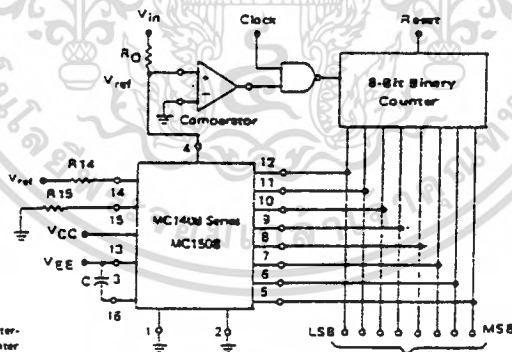 Vin
Clock
Reset
RO
Vref
Comparator
8-Bit Binary
Counter
4
Vref
R14
14
R15
15
VCC
13
VEE
C
3
16
MC1408 Series
MC1508
12
11
10
9
8
7
6
5
1
2
LSB
MSB